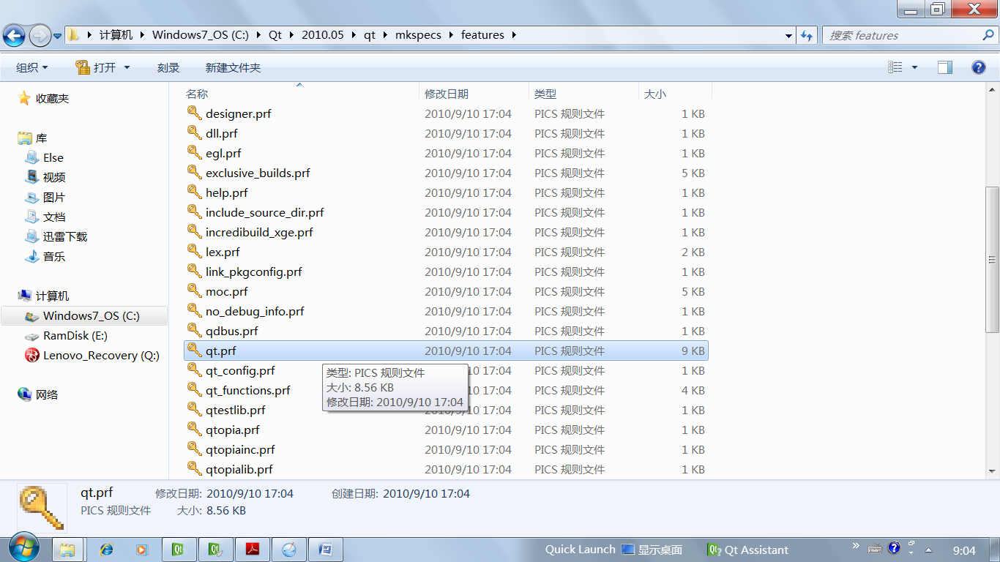 计算机 Windows7_OS (C:) Qt 2010.05 qt mkspecs features
搜索 features
组织 打开 刻录 新建文件夹
名称 修改日期 类型 大小
designer.prf 2010/9/10 17:04 PICS 规则文件 1 KB
dll.prf 2010/9/10 17:04 PICS 规则文件 1 KB
egl.prf 2010/9/10 17:04 PICS 规则文件 1 KB
exclusive_builds.prf 2010/9/10 17:04 PICS 规则文件 5 KB
help.prf 2010/9/10 17:04 PICS 规则文件 1 KB
include_source_dir.prf 2010/9/10 17:04 PICS 规则文件 1 KB
incredibuild_xge.prf 2010/9/10 17:04 PICS 规则文件 1 KB
lex.prf 2010/9/10 17:04 PICS 规则文件 2 KB
link_pkgconfig.prf 2010/9/10 17:04 PICS 规则文件 1 KB
moc.prf 2010/9/10 17:04 PICS 规则文件 5 KB
no_debug_info.prf 2010/9/10 17:04 PICS 规则文件 1 KB
qdbus.prf 2010/9/10 17:04 PICS 规则文件 1 KB
qt.prf 2010/9/10 17:04 PICS 规则文件 9 KB
qt_config.prf PICS 规则文件 1 KB
qt_functions.prf PICS 规则文件 4 KB
qtestlib.prf 2010/9/10 17:04 PICS 规则文件 1 KB
qtopia.prf 2010/9/10 17:04 PICS 规则文件 1 KB
qtopiainc.prf 2010/9/10 17:04 PICS 规则文件 1 KB
qtopialib.prf 2010/9/10 17:04 PICS 规则文件 1 KB
类型: PICS 规则文件
大小: 8.56 KB
修改日期: 2010/9/10 17:04
收藏夹
库
Else
视频
图片
文档
迅雷下载
音乐
计算机
Windows7_OS (C:)
RamDisk (E:)
Lenovo_Recovery (Q:)
网络
qt.prf 修改日期: 2010/9/10 17:04 创建日期: 2010/9/10 17:04
PICS 规则文件 大小: 8.56 KB
Quick Launch 显示桌面 Qt Assistant 9:04